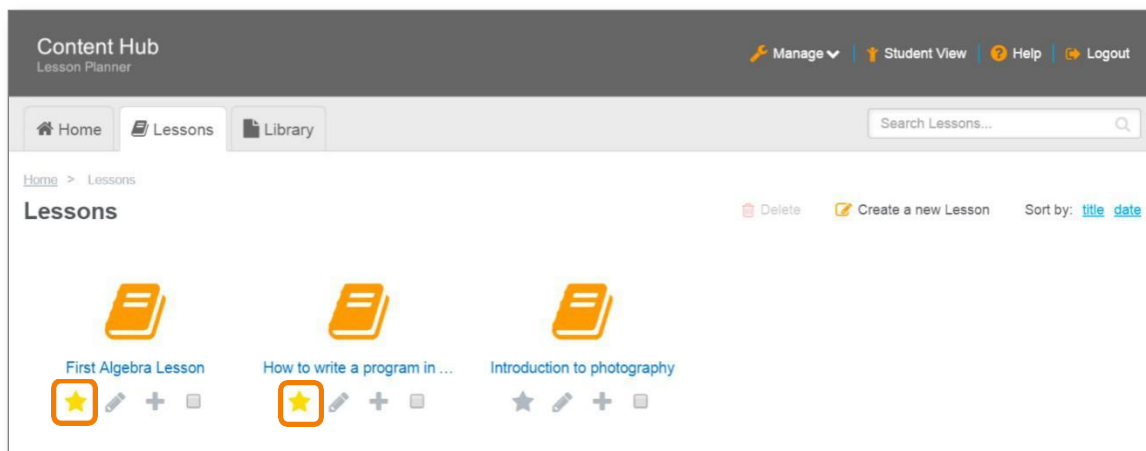 Content Hub
Lesson Planner
Manage
Student View
Help
Logout
Home
Lessons
Library
Search Lessons...
Home > Lessons
Lessons
Delete
Create a new Lesson
Sort by: title date
First Algebra Lesson
How to write a program in ...
Introduction to photography